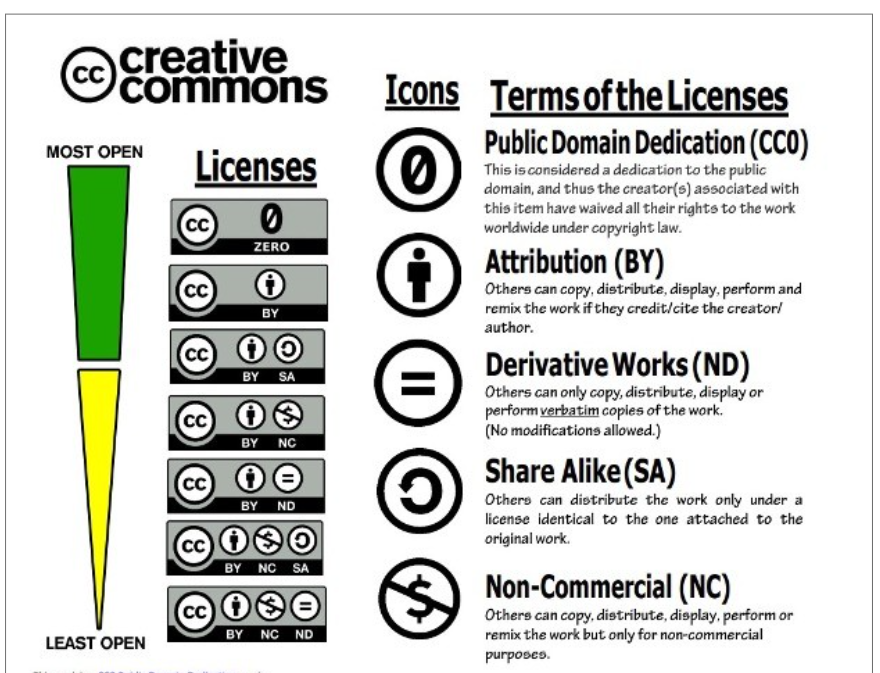 cc creative
commons
MOST OPEN
Licenses
cc 0
ZERO
cc
BY
cc
BY SA
cc
BY NC
cc =
BY ND
cc
BY NC SA
cc =
BY NC ND
LEAST OPEN
Icons
0
=
$
Terms of the Licenses
Public Domain Dedication (CC0)
This is considered a dedication to the public
domain, and thus the creator(s) associated with
this item have waived all their rights to the work
worldwide under copyright law.
Attribution (BY)
Others can copy, distribute, display, perform and
remix the work if they credit/cite the creator/
author.
Derivative Works (ND)
Others can only copy, distribute, display or
perform verbatim copies of the work.
(No modifications allowed.)
Share Alike (SA)
Others can distribute the work only under a
license identical to the one attached to the
original work.
Non-Commercial (NC)
Others can copy, distribute, display, perform or
remix the work but only for non-commercial
purposes.